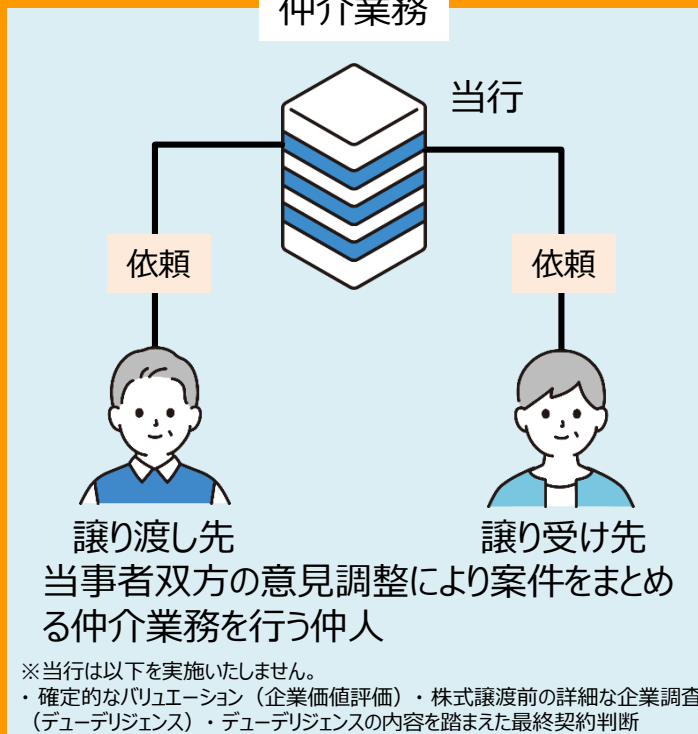 仲介業務
当行
依頼
依頼
譲り渡し先
譲り受け先
当事者双方の意見調整により案件をまとめ
る仲介業務を行う仲人
※当行は以下を実施いたしません。
・確定的なバリュエーション（企業価値評価）・株式譲渡前の詳細な企業調査
（デューデリジェンス）・デューデリジェンスの内容を踏まえた最終契約判断